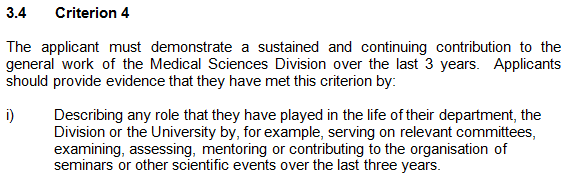 3.4 Criterion 4
The applicant must demonstrate a sustained and continuing contribution to the
general work of the Medical Sciences Division over the last 3 years. Applicants
should provide evidence that they have met this criterion by:
i) Describing any role that they have played in the life of their department, the
Division or the University by, for example, serving on relevant committees,
examining, assessing, mentoring or contributing to the organisation of
seminars or other scientific events over the last three years.